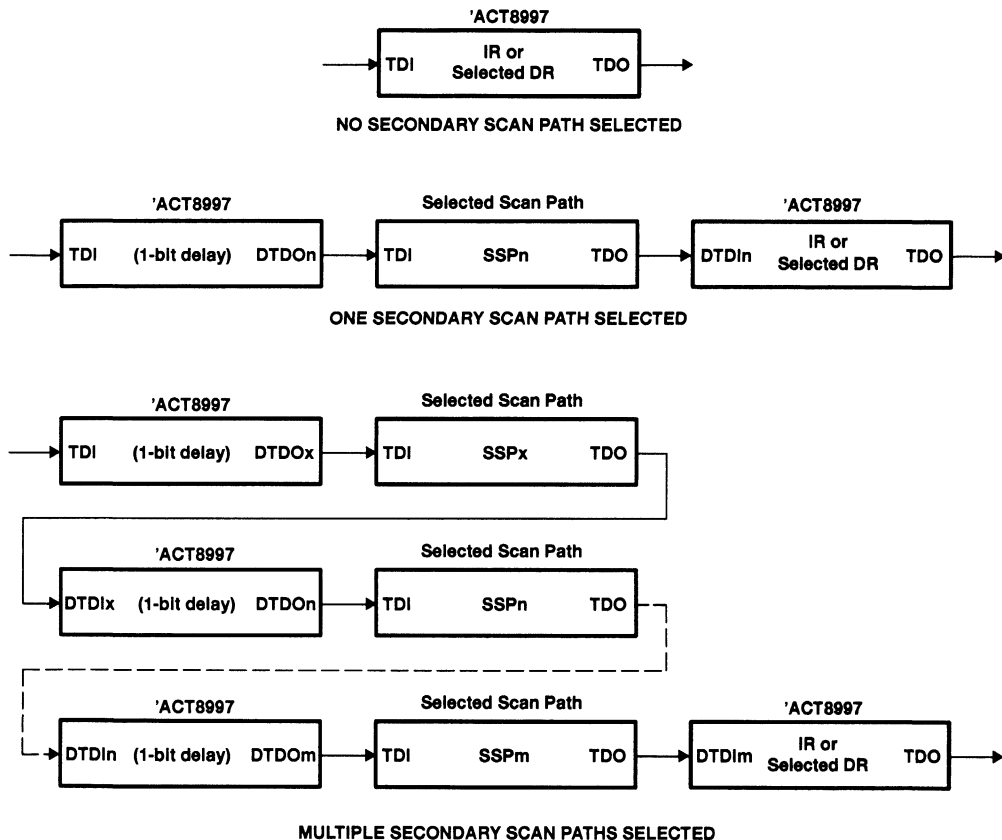 'ACT8997
TDI IR or Selected DR TDO
NO SECONDARY SCAN PATH SELECTED
'ACT8997 Selected Scan Path 'ACT8997
TDI (1-bit delay) DTDOn TDI SSPn TDO DTDIn IR or Selected DR TDO
ONE SECONDARY SCAN PATH SELECTED
'ACT8997 Selected Scan Path
TDI (1-bit delay) DTDOx TDI SSPx TDO
'ACT8997 Selected Scan Path
DTDIx (1-bit delay) DTDOn TDI SSPn TDO
'ACT8997 Selected Scan Path 'ACT8997
DTDIn (1-bit delay) DTDOm TDI SSPm TDO DTDIm IR or Selected DR TDO
MULTIPLE SECONDARY SCAN PATHS SELECTED